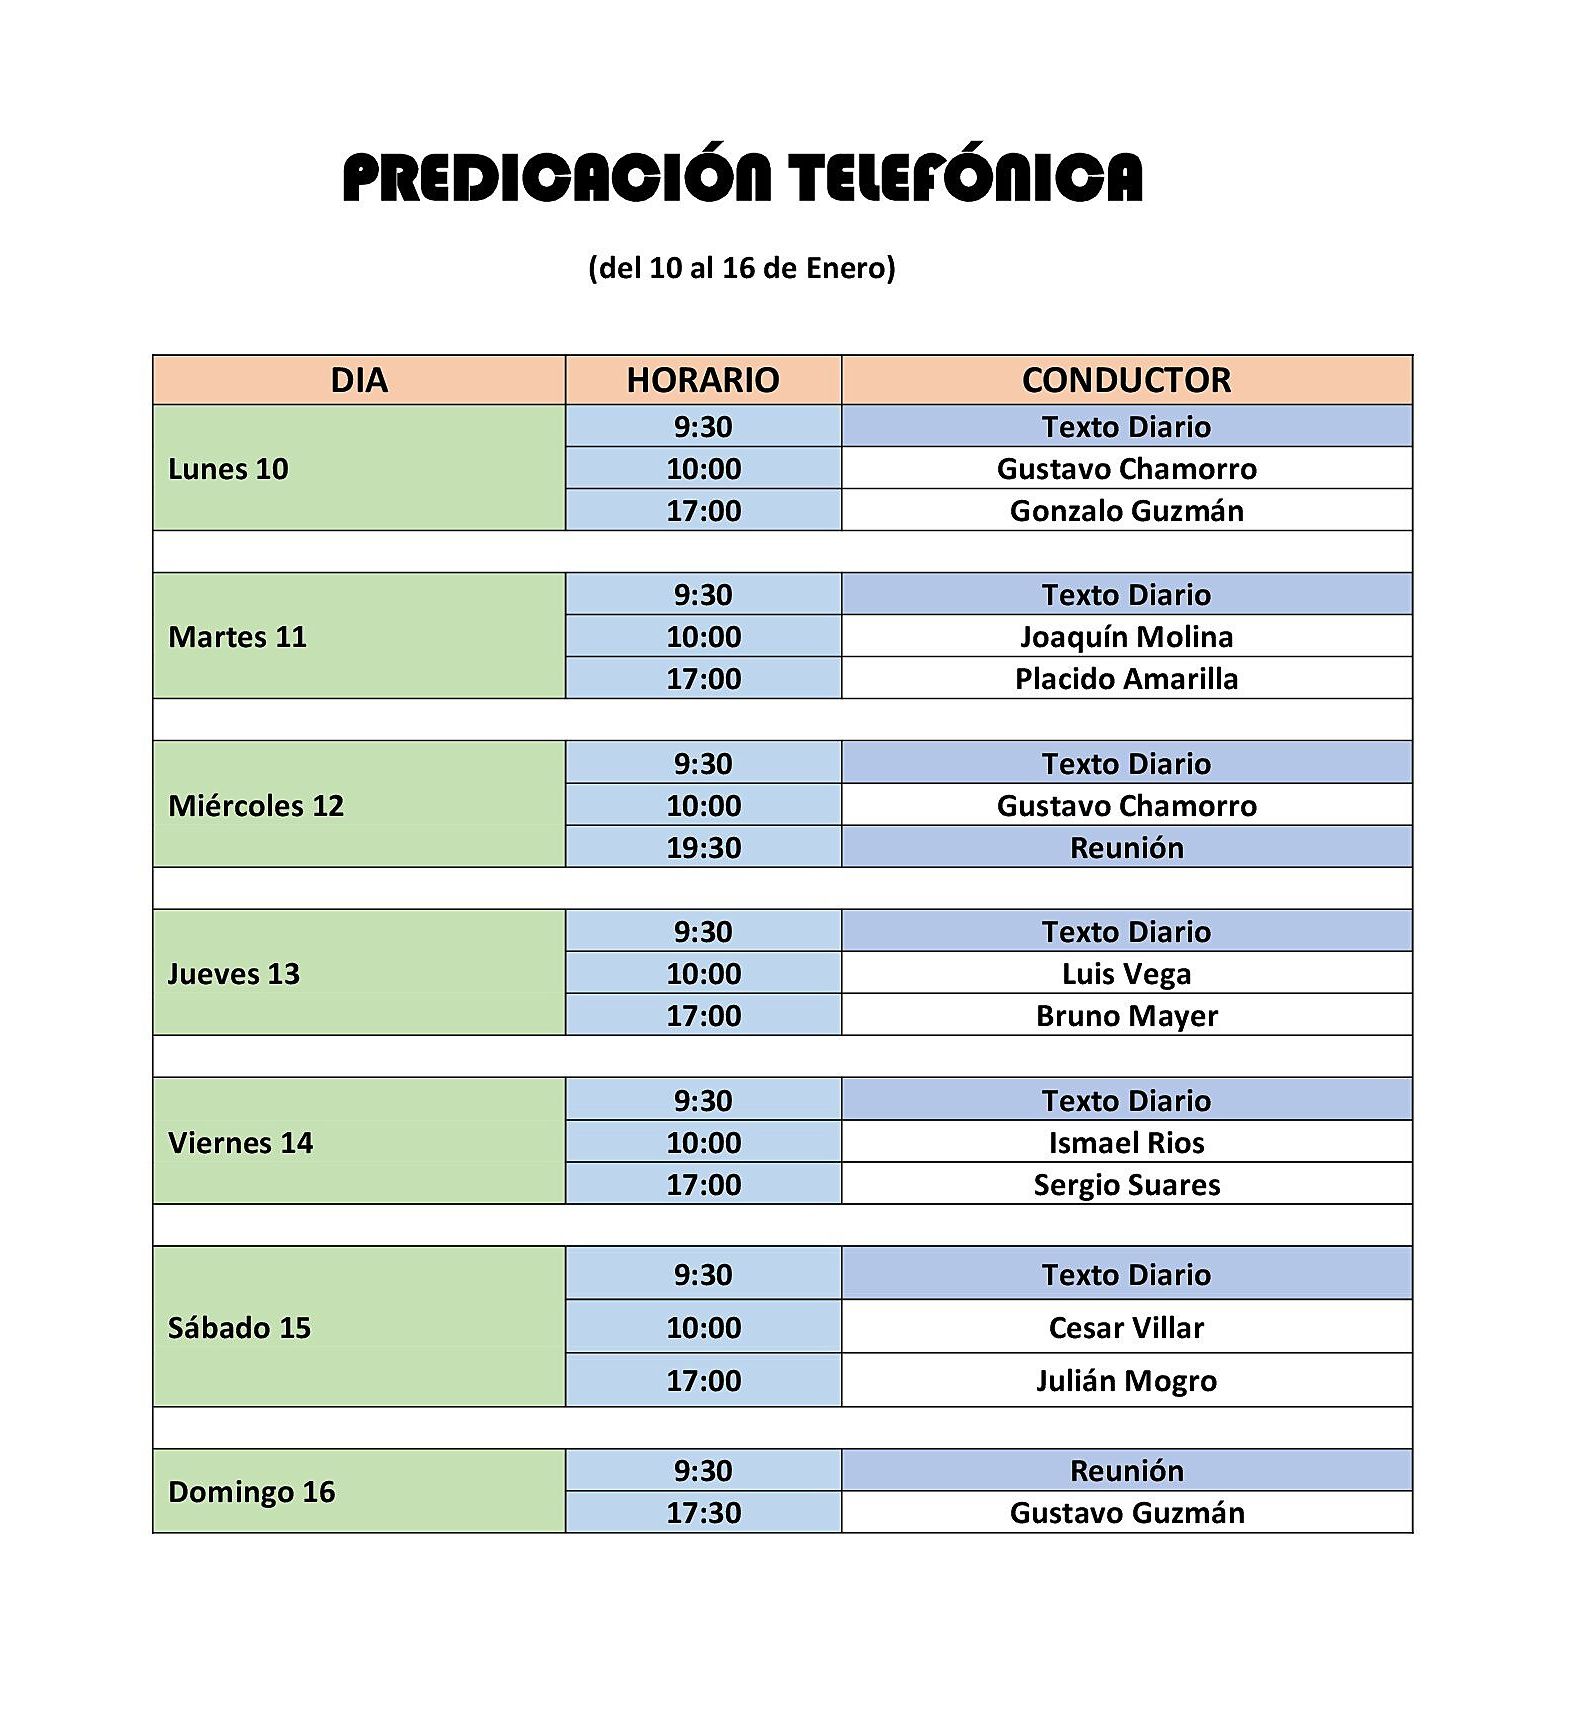 PREDICACIÓN TELEFÓNICA
(del 10 al 16 de Enero)
DIA HORARIO CONDUCTOR
Lunes 10
9:30 Texto Diario
10:00 Gustavo Chamorro
17:00 Gonzalo Guzmán
Martes 11
9:30 Texto Diario
10:00 Joaquín Molina
17:00 Placido Amarilla
Miércoles 12
9:30 Texto Diario
10:00 Gustavo Chamorro
19:30 Reunión
Jueves 13
9:30 Texto Diario
10:00 Luis Vega
17:00 Bruno Mayer
Viernes 14
9:30 Texto Diario
10:00 Ismael Rios
17:00 Sergio Suares
Sábado 15
9:30 Texto Diario
10:00 Cesar Villar
17:00 Julián Mogro
Domingo 16
9:30 Reunión
17:30 Gustavo Guzmán